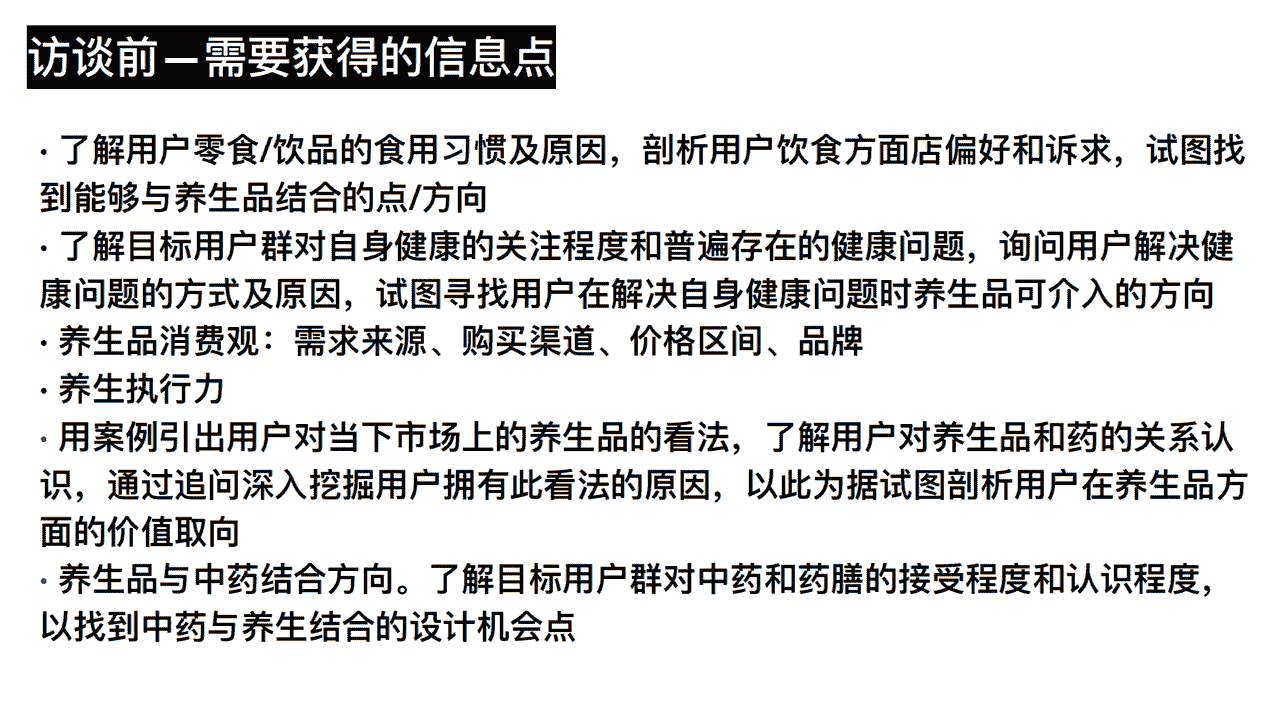 访谈前—需要获得的信息点
· 了解用户零食/饮品的食用习惯及原因，剖析用户饮食方面店偏好和诉求，试图找
到能够与养生品结合的点/方向
· 了解目标用户群对自身健康的关注程度和普遍存在的健康问题，询问用户解决健
康问题的方式及原因，试图寻找用户在解决自身健康问题时养生品可介入的方向
· 养生品消费观：需求来源、购买渠道、价格区间、品牌
· 养生执行力
· 用案例引出用户对当下市场上的养生品的看法，了解用户对养生品和药的关系认
识，通过追问深入挖掘用户拥有此看法的原因，以此为据试图剖析用户在养生品方
面的价值取向
· 养生品与中药结合方向。了解目标用户群对中药和药膳的接受程度和认识程度，
以找到中药与养生结合的设计机会点